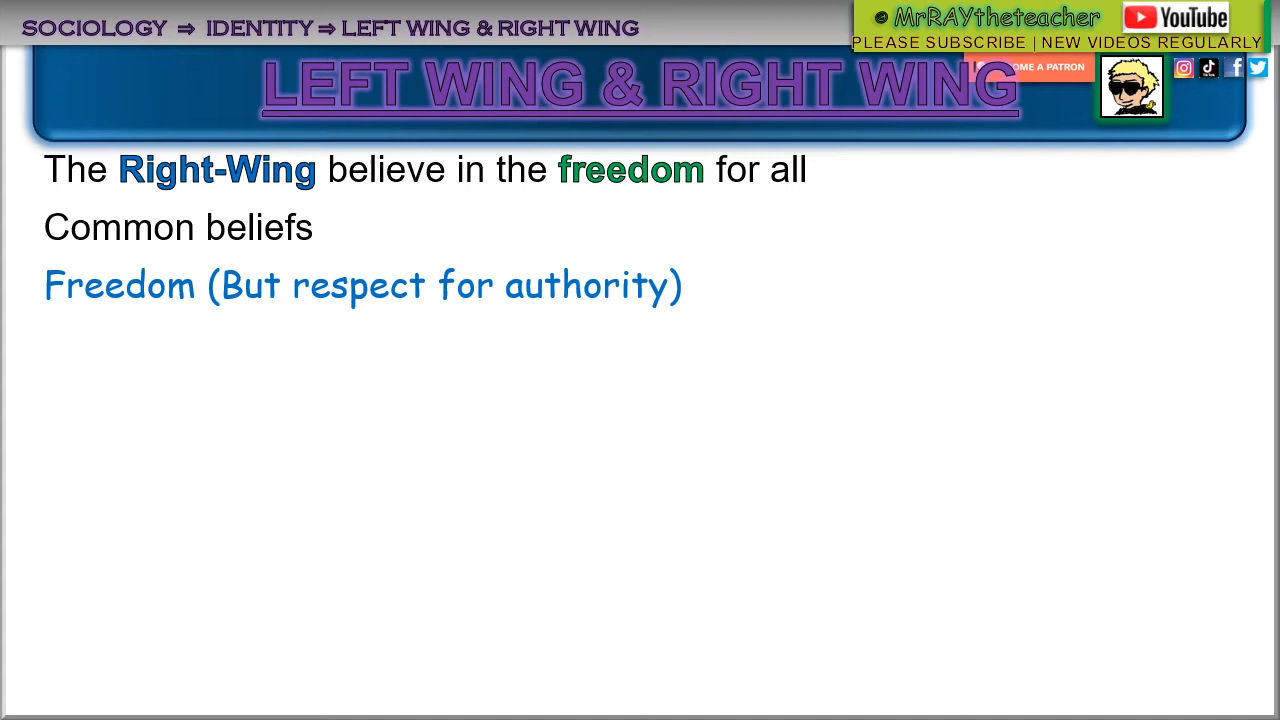 SOCIOLOGY ⇒ IDENTITY ⇒ LEFT WING & RIGHT WING
© MrRAYtheteacher
YouTube
PLEASE SUBSCRIBE | NEW VIDEOS REGULARLY
OME A PATRON
LEFT WING & RIGHT WING
The Right-Wing believe in the freedom for all
Common beliefs
Freedom (But respect for authority)